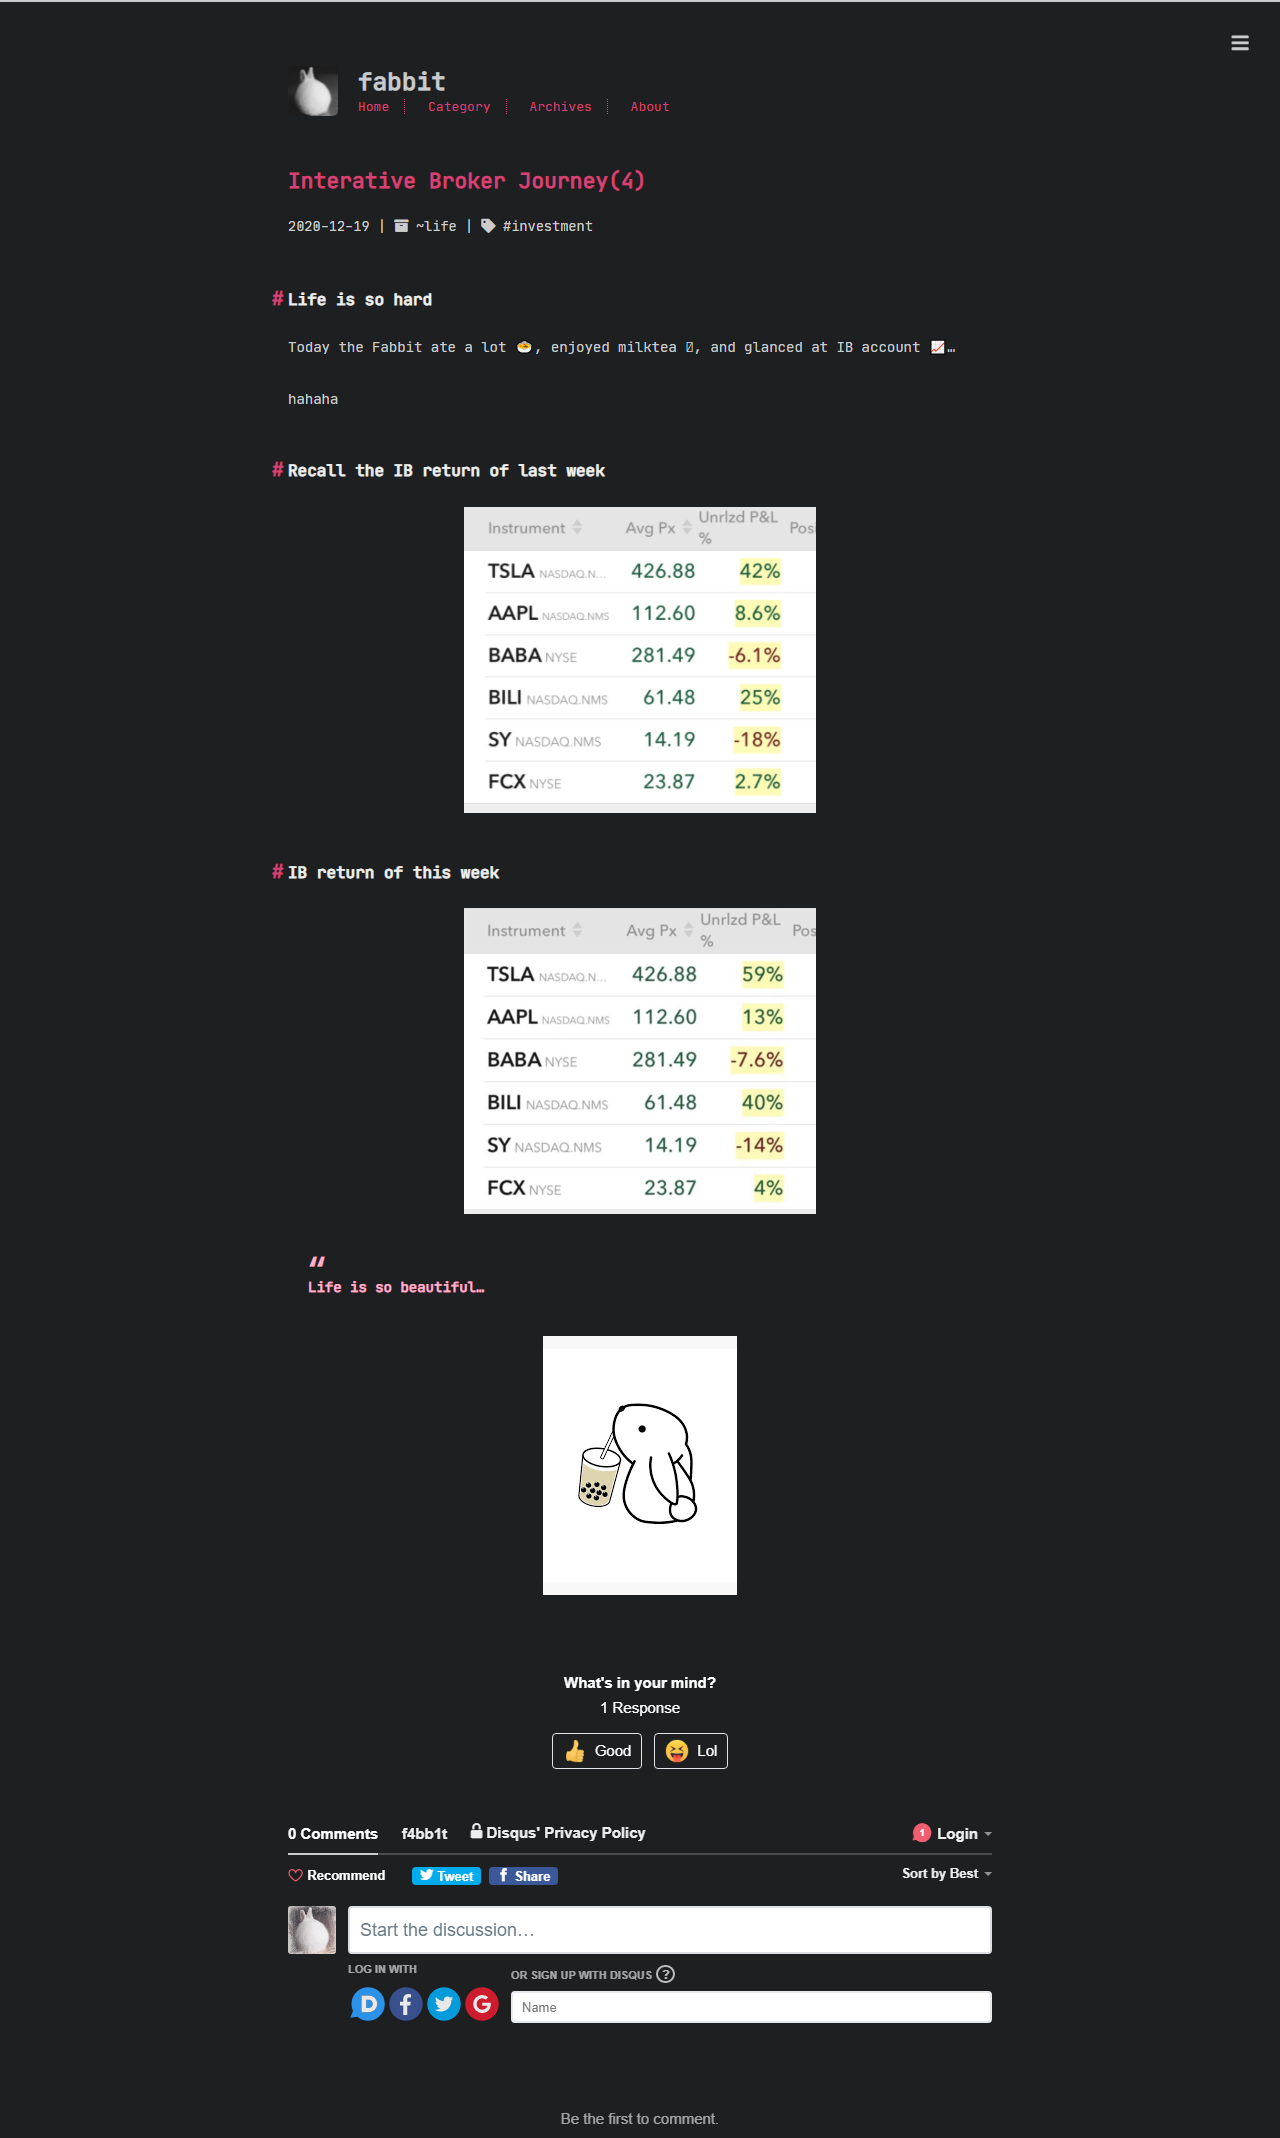 fabbit
Home Category Archives About
Interative Broker Journey(4)
2020-12-19 | ~life | #investment
# Life is so hard
Today the Fabbit ate a lot 🍲, enjoyed milktea , and glanced at IB account 📈…
hahaha
# Recall the IB return of last week
Instrument Avg Px Unrlzd P&L % Posi
TSLA NASDAQ.N... 426.88 42%
AAPL NASDAQ.NMS 112.60 8.6%
BABA NYSE 281.49 -6.1%
BILI NASDAQ.NMS 61.48 25%
SY NASDAQ.NMS 14.19 -18%
FCX NYSE 23.87 2.7%
# IB return of this week
Instrument Avg Px Unrlzd P&L % Pos
TSLA NASDAQ.N... 426.88 59%
AAPL NASDAQ.NMS 112.60 13%
BABA NYSE 281.49 -7.6%
BILI NASDAQ.NMS 61.48 40%
SY NASDAQ.NMS 14.19 -14%
FCX NYSE 23.87 4%
“
Life is so beautiful…
What's in your mind?
1 Response
👍 Good 😝 Lol
0 Comments f4bb1t Disqus' Privacy Policy 1 Login
Recommend Tweet Share Sort by Best
Start the discussion…
LOG IN WITH
OR SIGN UP WITH DISQUS ?
Name
Be the first to comment.